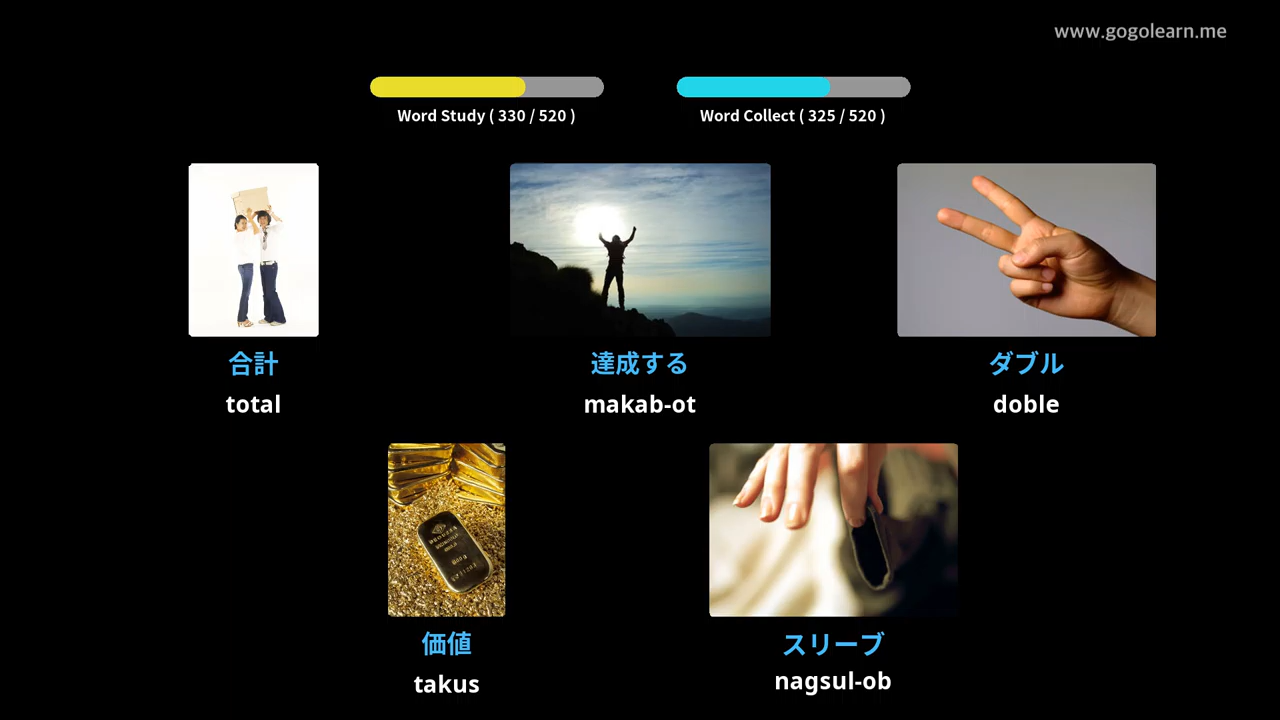 www.gogolearn.me
Word Study ( 330 / 520 )
Word Collect ( 325 / 520 )
合計
total
達成する
makab-ot
ダブル
doble
価値
takus
スリーブ
nagsul-ob